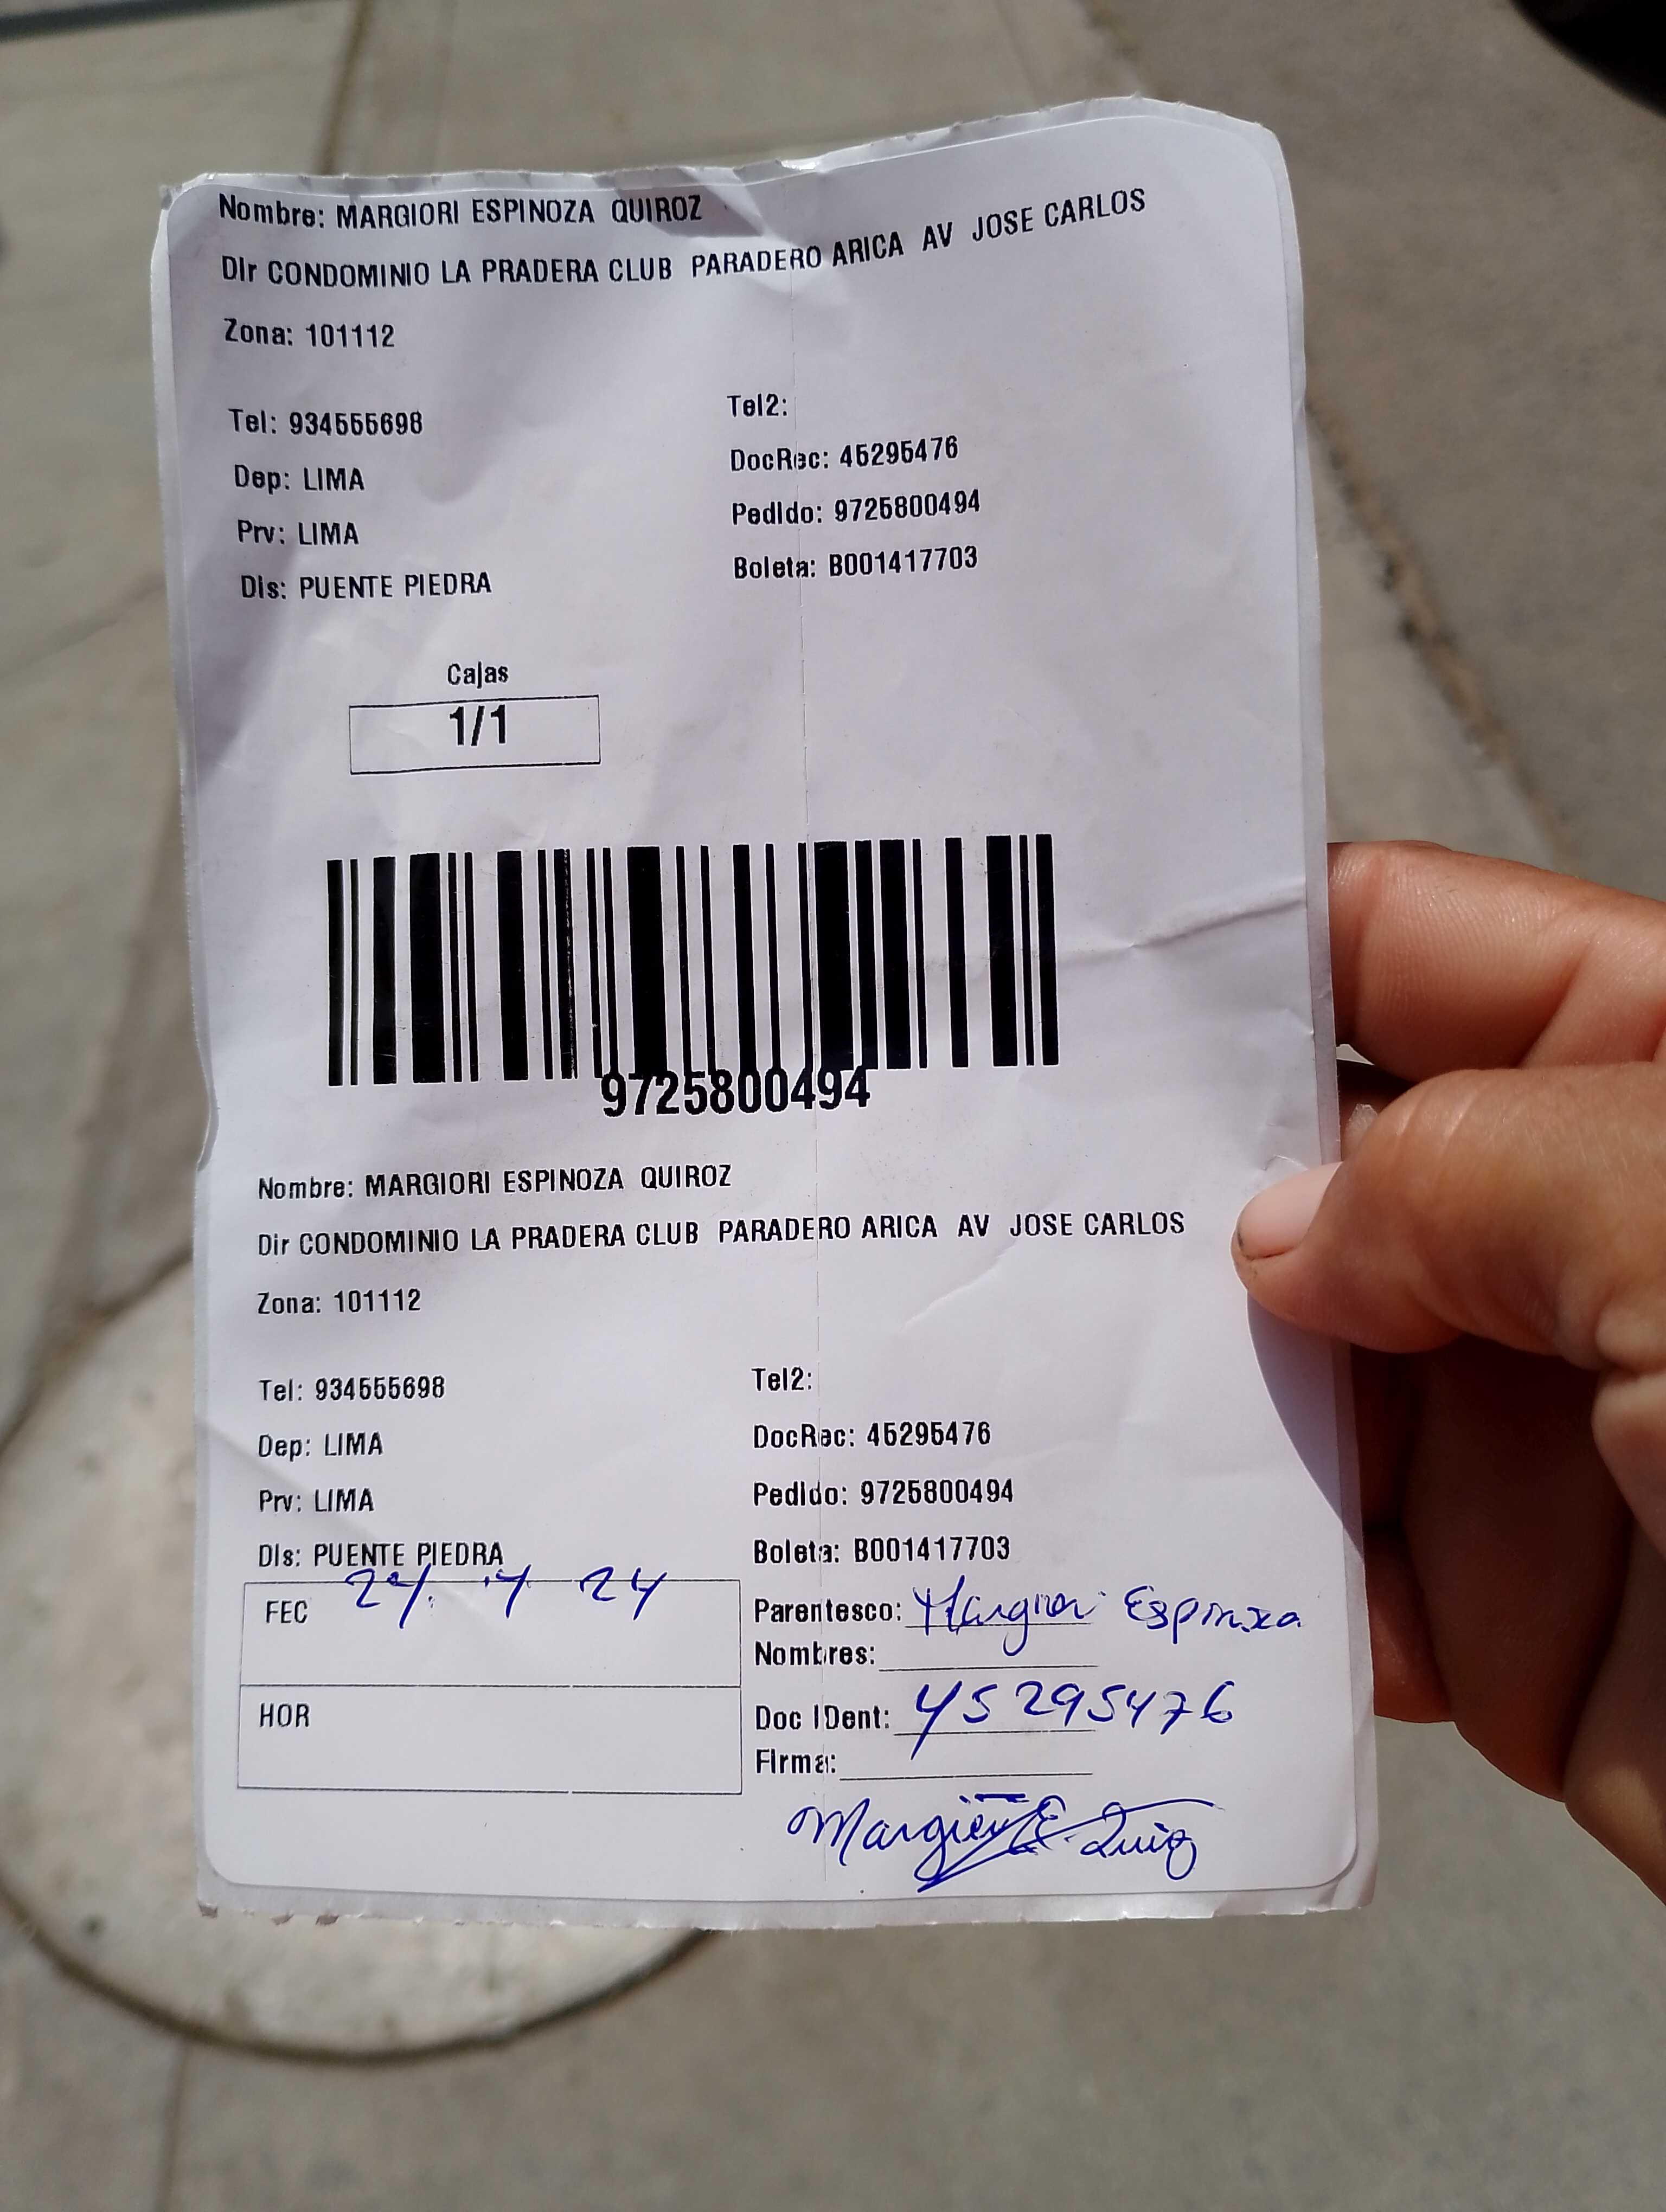 Nombre: MARGIORI ESPINOZA QUIROZ
Dir CONDOMINIO LA PRADERA CLUB PARADERO ARICA AV JOSE CARLOS
Zona: 101112
Tel: 934555698
Tel2:
Dep: LIMA
DocRec: 45295476
Prv: LIMA
Pedido: 9725800494
Dis: PUENTE PIEDRA
Boleta: B001417703
Cajas
1/1
9725800494
Nombre: MARGIORI ESPINOZA QUIROZ
Dir CONDOMINIO LA PRADERA CLUB PARADERO ARICA AV JOSE CARLOS
Zona: 101112
Tel: 934555698
Tel2:
Dep: LIMA
DocRec: 45295476
Prv: LIMA
Pedido: 9725800494
Dis: PUENTE PIEDRA
Boleta: B001417703
FEC 24
Parentesco: Margiori Espinoza
Nombres:
HOR
Doc IDent: 45295476
Firma: